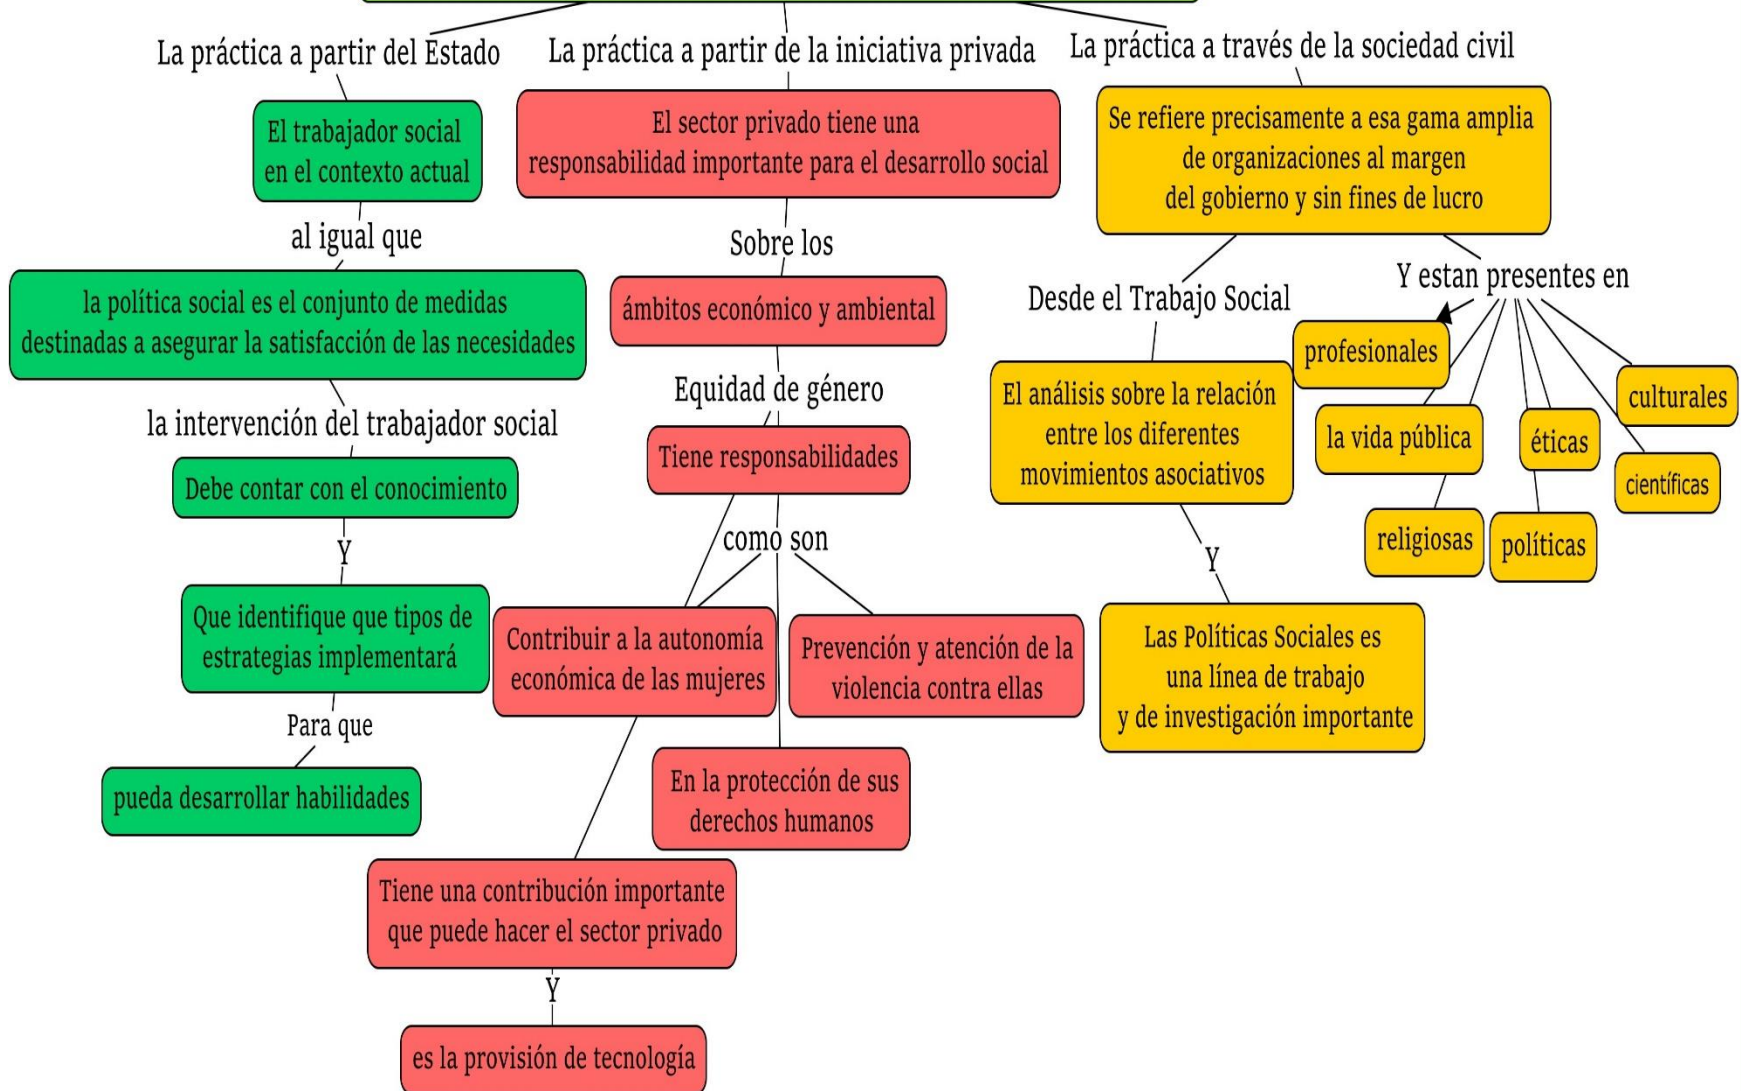 La práctica a partir del Estado
El trabajador social
en el contexto actual
al igual que
la política social es el conjunto de medidas
destinadas a asegurar la satisfacción de las necesidades
la intervención del trabajador social
Debe contar con el conocimiento
Y
Que identifique que tipos de
estrategias implementará
Para que
pueda desarrollar habilidades
La práctica a partir de la iniciativa privada
El sector privado tiene una
responsabilidad importante para el desarrollo social
Sobre los
ámbitos económico y ambiental
Equidad de género
Tiene responsabilidades
como son
Contribuir a la autonomía
económica de las mujeres
Prevención y atención de la
violencia contra ellas
En la protección de sus
derechos humanos
Tiene una contribución importante
que puede hacer el sector privado
Y
es la provisión de tecnología
La práctica a través de la sociedad civil
Se refiere precisamente a esa gama amplia
de organizaciones al margen
del gobierno y sin fines de lucro
Desde el Trabajo Social
El análisis sobre la relación
entre los diferentes
movimientos asociativos
Y
Las Políticas Sociales es
una línea de trabajo
y de investigación importante
Y estan presentes en
profesionales
la vida pública
religiosas
éticas
políticas
culturales
científicas